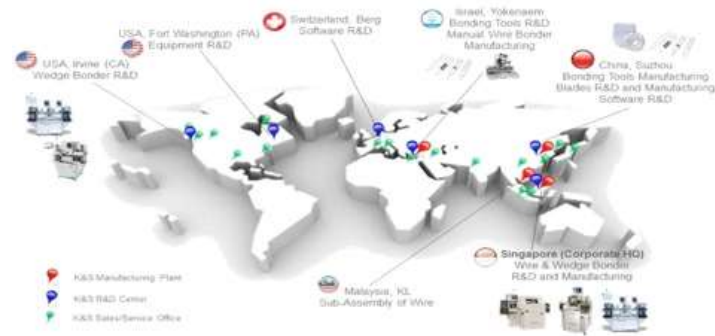 USA, Fort Washington (PA)
Equipment R&D
Switzerland, Berg
Software R&D
Israel, Yokeneam
Bonding Tools R&D
Manual Wire Bonder
Manufacturing
USA, Irvine (CA)
Wedge Bonder R&D
China, Suzhou
Bonding Tools Manufacturing
Blades R&D and Manufacturing
Software R&D
K&S Manufacturing Plant
K&S R&D Center
K&S Sales/Service Office
Malaysia, KL
Sub-Assembly of Wire
Singapore (Corporate HQ)
Wire & Wedge Bonder
R&D and Manufacturing